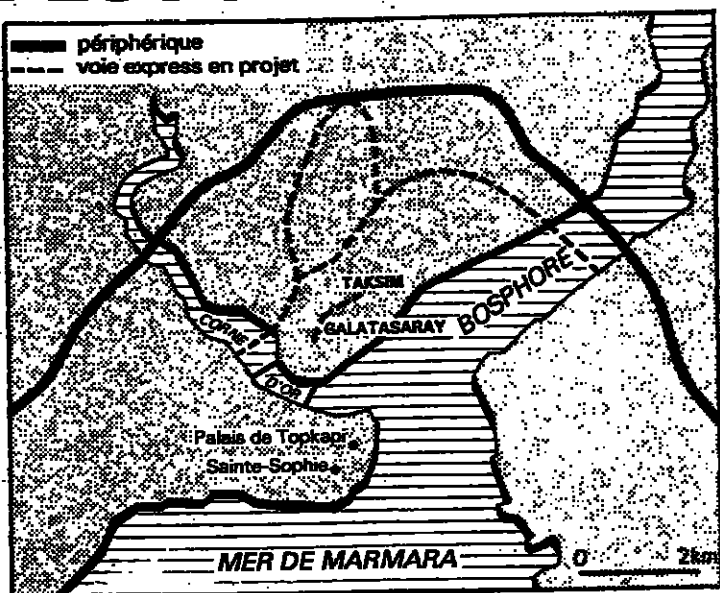 périphérique
voie express en projet
TAKSIM
GALATASARAY
BOSPHORE
CORNE
D'OR
Palais de Topkapi
Sainte-Sophie
MER DE MARMARA
0 2km